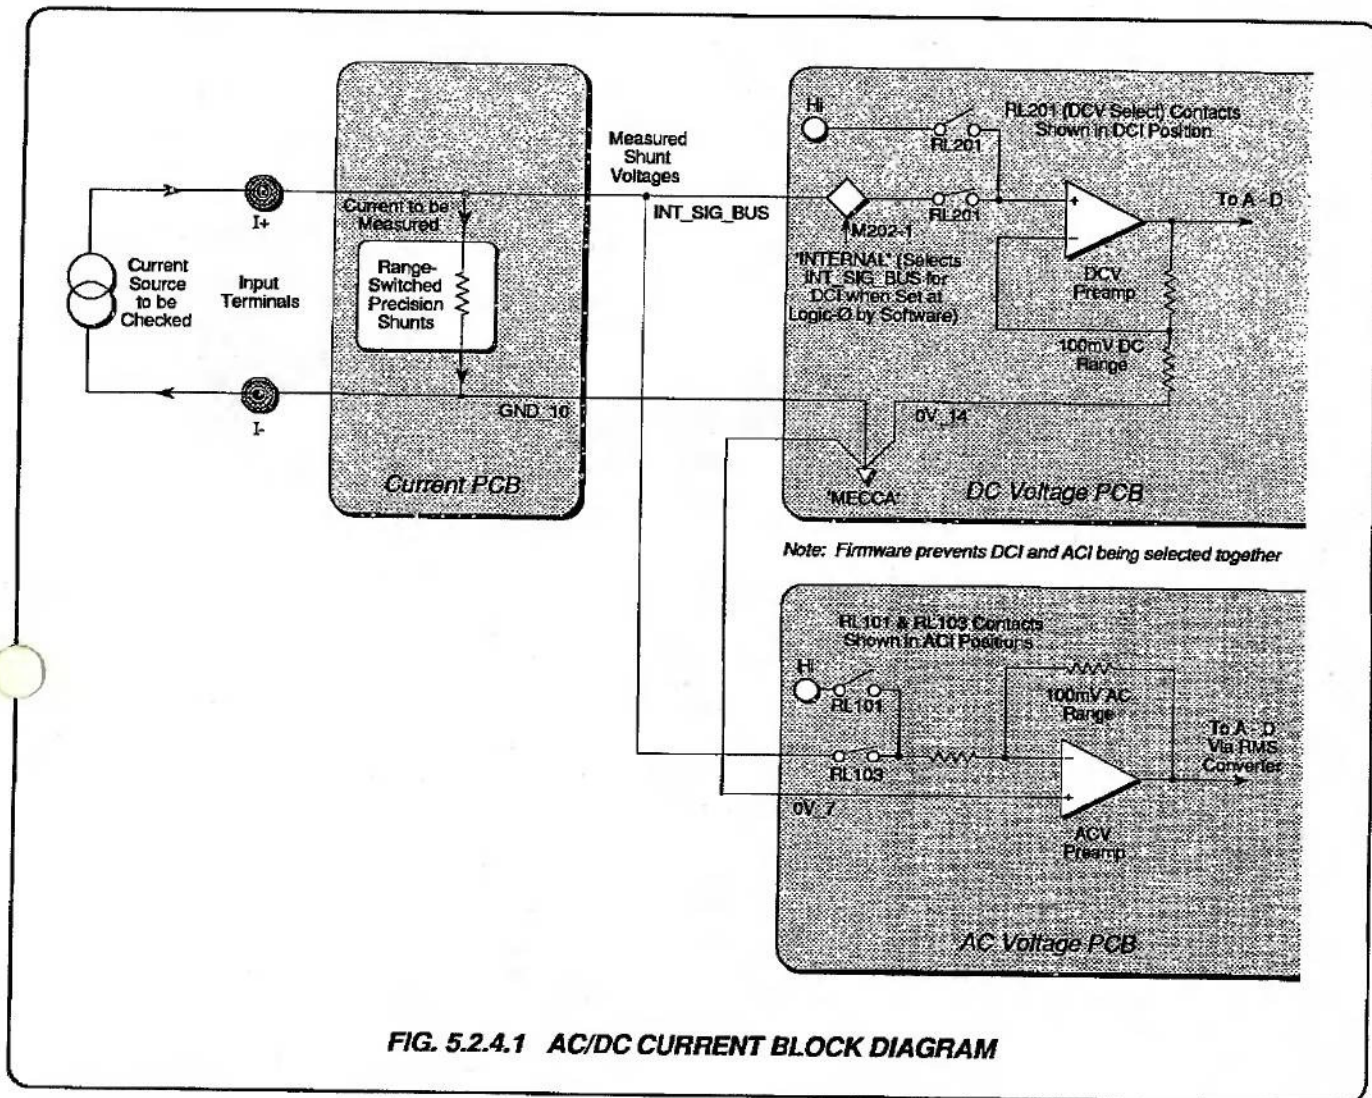 Current
Source
to be
Checked
I+
Input
Terminals
I-
Current to be
Measured
Range-
Switched
Precision
Shunts
GND_10
Current PCB
Measured
Shunt
Voltages
INT_SIG_BUS
Hi
RL201
RL201 (DCV Select) Contacts
Shown in DCI Position
RL201
M202-1
'INTERNAL' (Selects
INT_SIG_BUS for
DCI when Set at
Logic-Ø by Software)
+
-
DCV
Preamp
To A - D
100mV DC
Range
0V_14
'MECCA'
DC Voltage PCB
Note: Firmware prevents DCI and ACI being selected together
RL101 & RL103 Contacts
Shown in ACI Positions
Hi
RL101
RL103
0V_7
100mV AC
Range
-
+
ACV
Preamp
To A - D
Via RMS
Converter
AC Voltage PCB
FIG. 5.2.4.1 AC/DC CURRENT BLOCK DIAGRAM